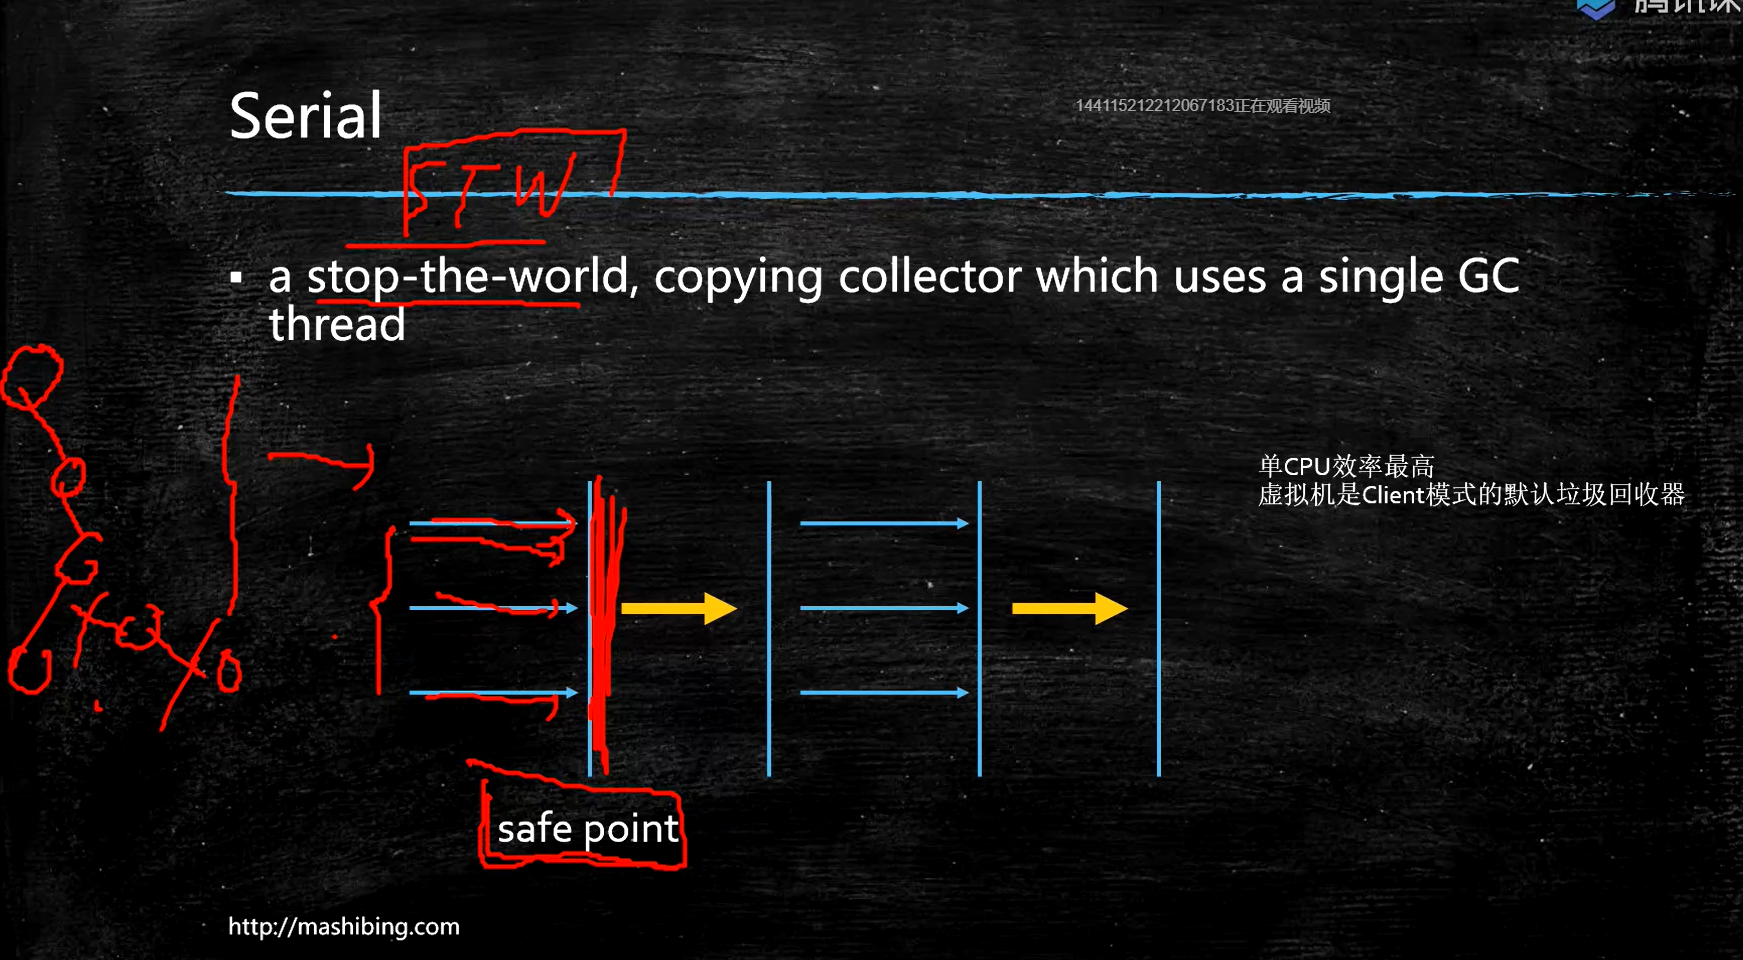 腾讯课
Serial
144115212212067183正在观看视频
STW
▪ a stop-the-world, copying collector which uses a single GC
thread
单CPU效率最高
虚拟机是Client模式的默认垃圾回收器
safe point
http://mashibing.com